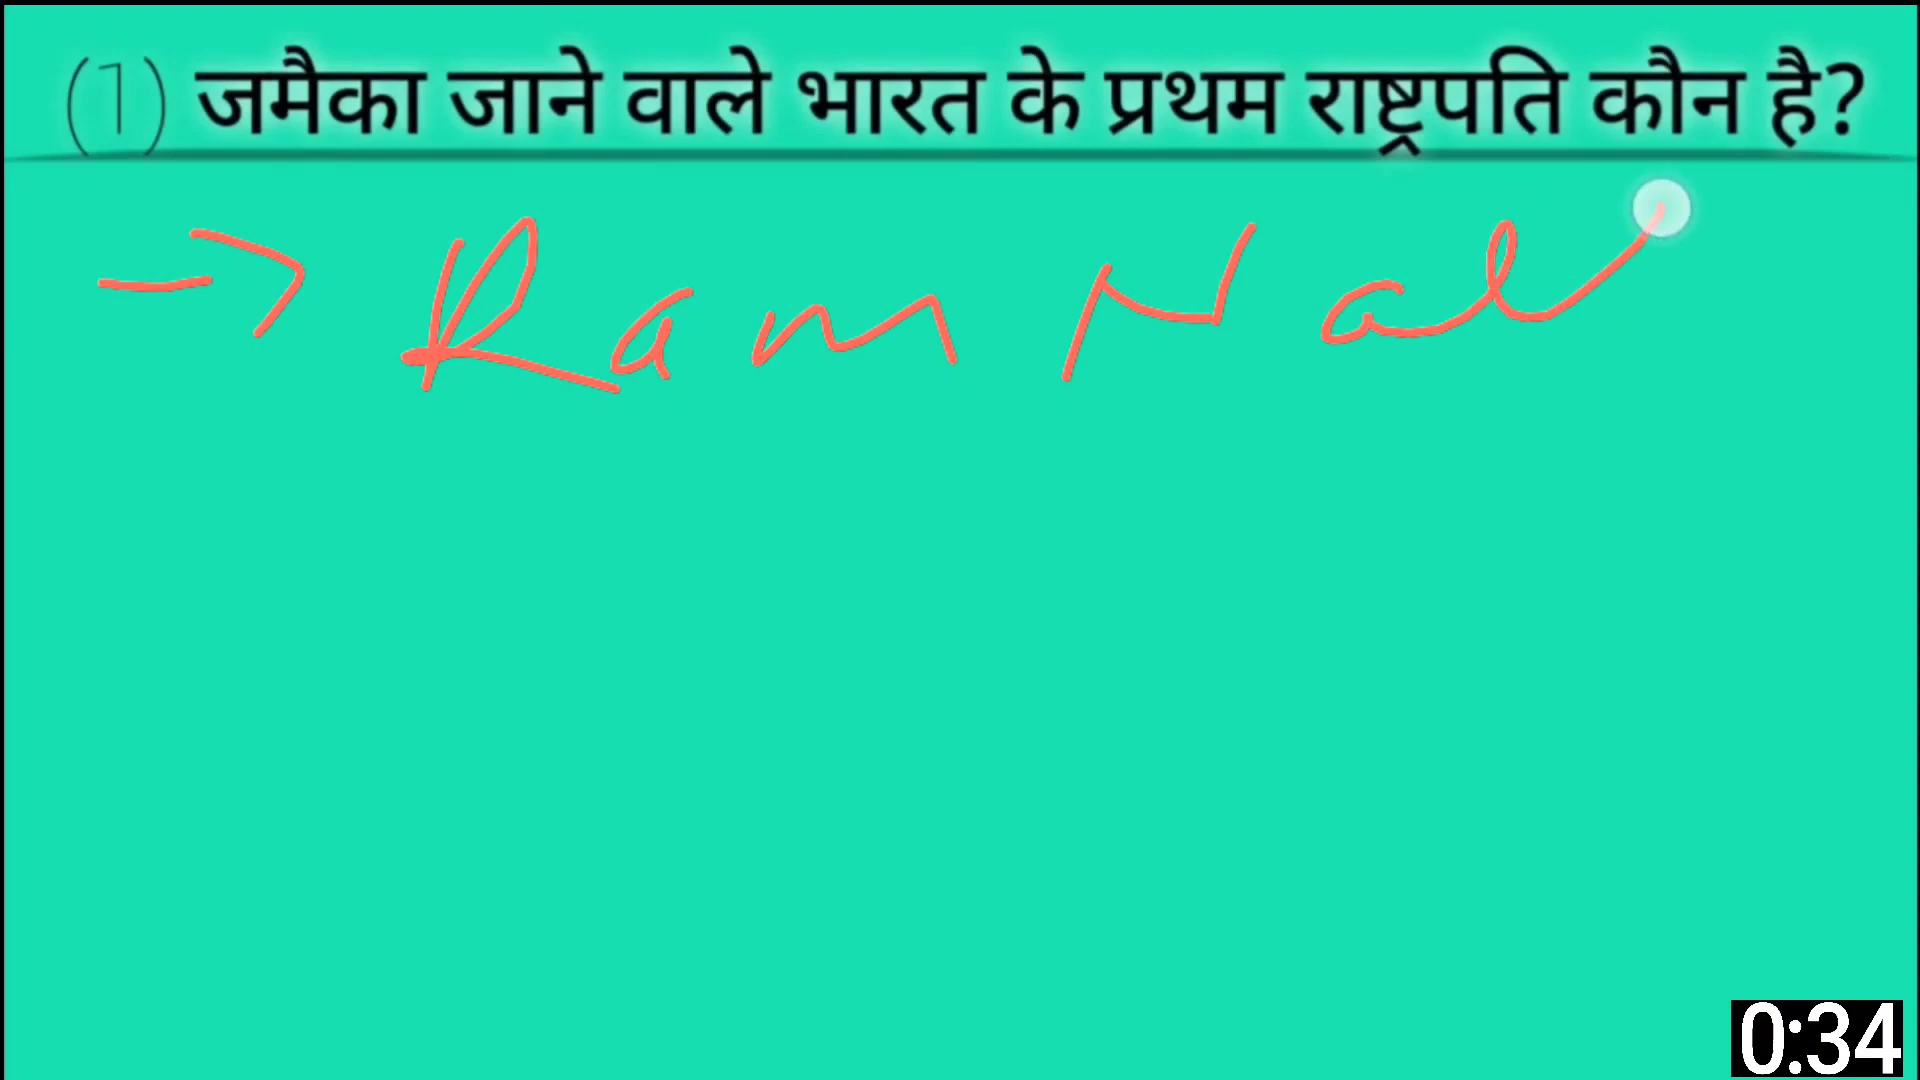 (1) जमैका जाने वाले भारत के प्रथम राष्ट्रपति कौन है?
→ Ram Nal
0:34